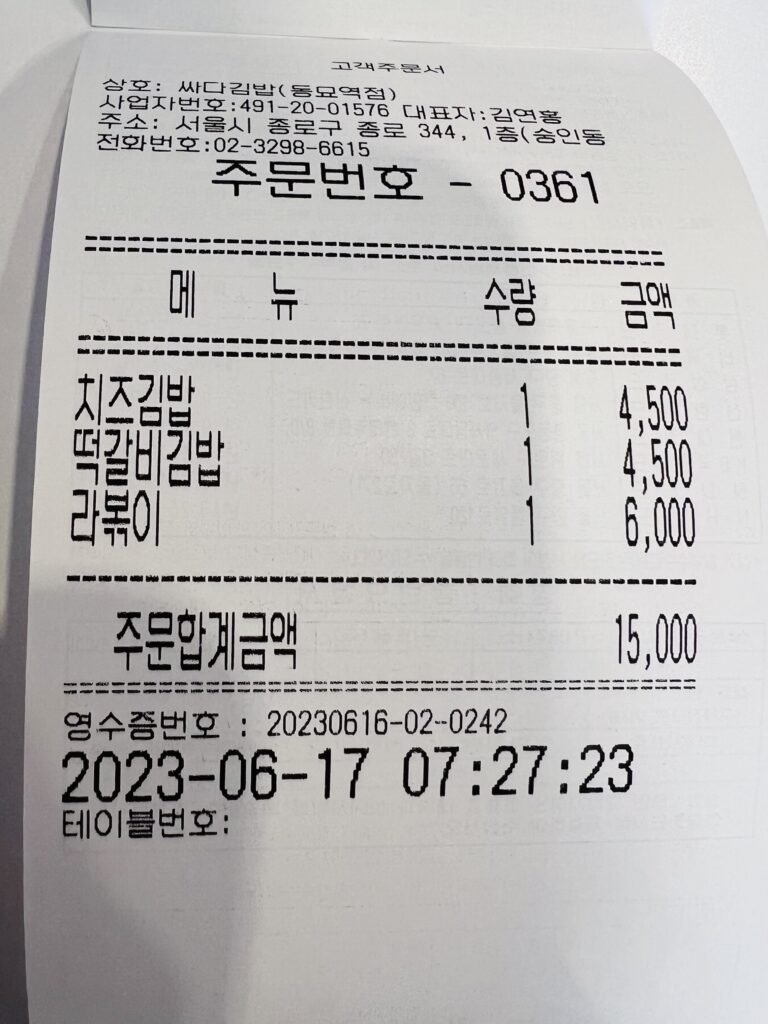 고객주문서
상호: 싸다김밥(동묘역점)
사업자번호:491-20-01576 대표자:김연홍
주소: 서울시 종로구 종로 344, 1층(숭인동
전화번호:02-3298-6615
주문번호 - 0361
메 뉴 수량 금액
치즈김밥 1 4,500
떡갈비김밥 1 4,500
라볶이 1 6,000
주문합계금액 15,000
영수증번호 : 20230616-02-0242
2023-06-17 07:27:23
테이블번호: